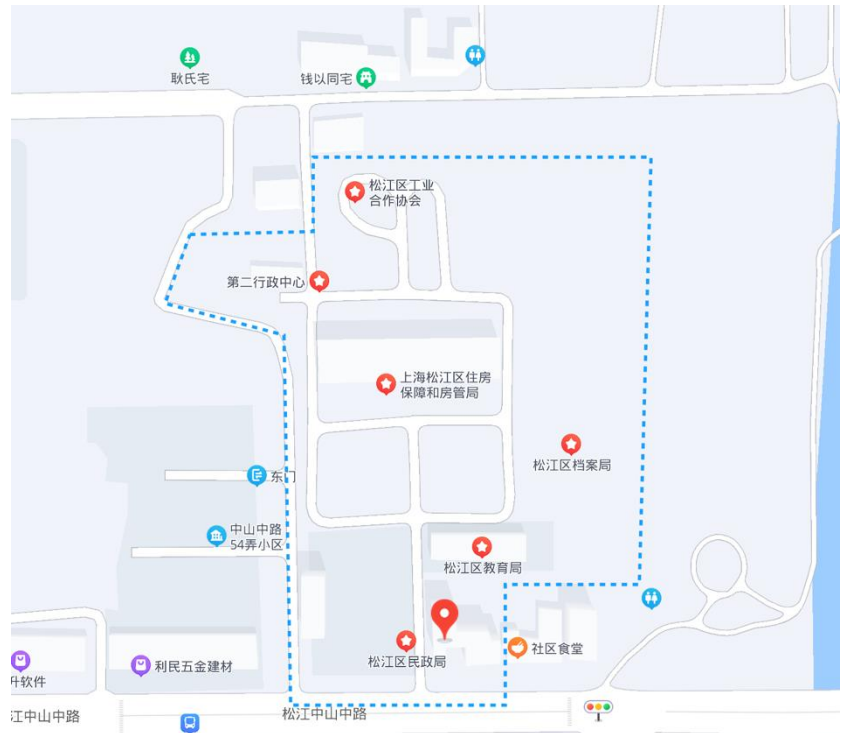 耿氏宅
钱以同宅
松江区工业
合作协会
第二行政中心
上海松江区住房
保障和房管局
松江区档案局
东门
中山中路
54弄小区
松江区教育局
社区食堂
松江区民政局
利民五金建材
升软件
江中山中路
松江中山中路